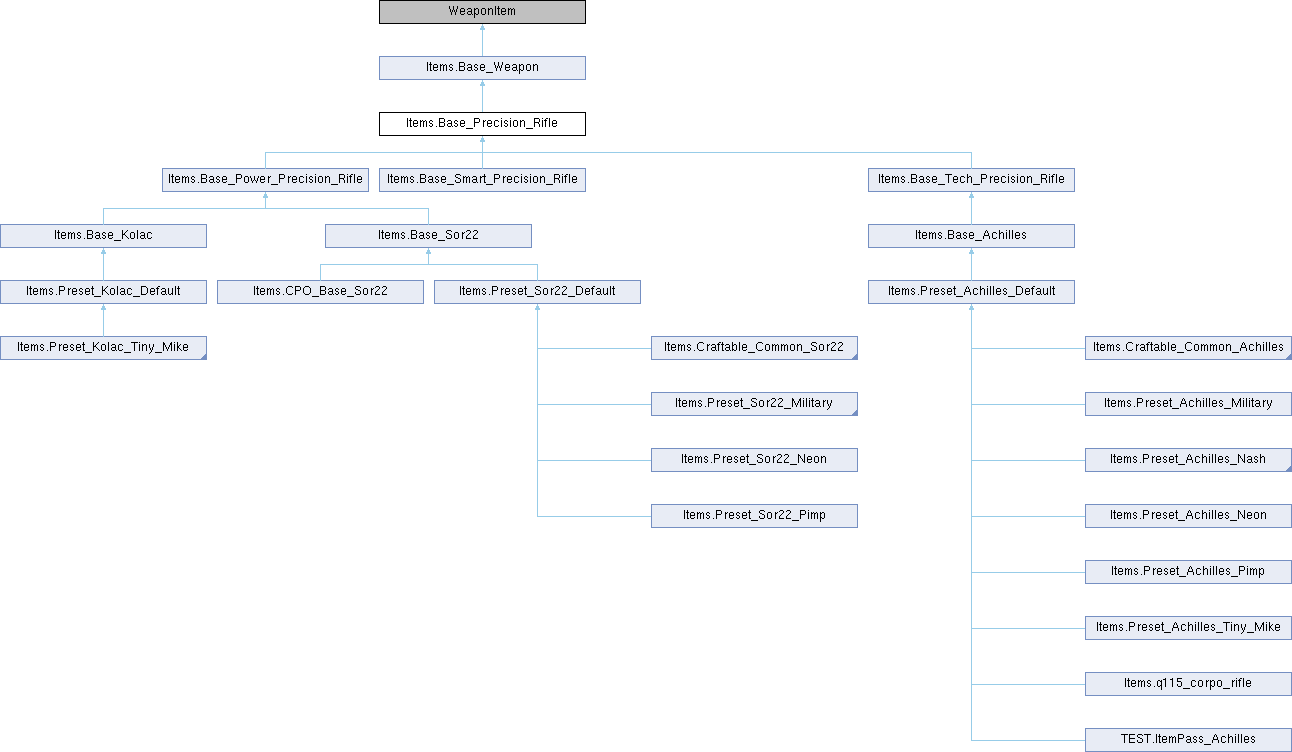 WeaponItem
Items.Base_Weapon
Items.Base_Precision_Rifle
Items.Base_Power_Precision_Rifle
Items.Base_Smart_Precision_Rifle
Items.Base_Tech_Precision_Rifle
Items.Base_Kolac
Items.Base_Sor22
Items.Base_Achilles
Items.Preset_Kolac_Default
Items.CPO_Base_Sor22
Items.Preset_Sor22_Default
Items.Preset_Achilles_Default
Items.Preset_Kolac_Tiny_Mike
Items.Craftable_Common_Sor22
Items.Craftable_Common_Achilles
Items.Preset_Sor22_Military
Items.Preset_Achilles_Military
Items.Preset_Sor22_Neon
Items.Preset_Achilles_Nash
Items.Preset_Sor22_Pimp
Items.Preset_Achilles_Neon
Items.Preset_Achilles_Pimp
Items.Preset_Achilles_Tiny_Mike
Items.q115_corpo_rifle
TEST.ItemPass_Achilles